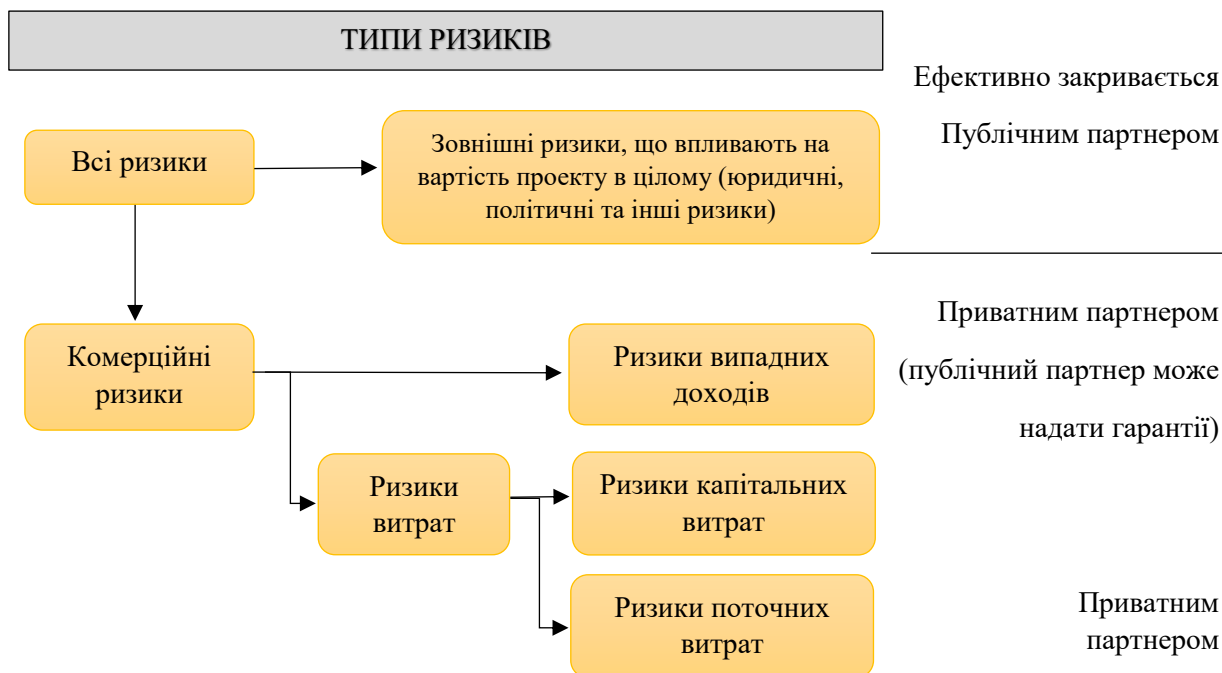 ТИПИ РИЗИКІВ
Ефективно закривається
Публічним партнером
Всі ризики
Зовнішні ризики, що впливають на
вартість проекту в цілому (юридичні,
політичні та інші ризики)
Комерційні
ризики
Ризики випадних
доходів
Приватним партнером
(публічний партнер може
надати гарантії)
Ризики
витрат
Ризики капітальних
витрат
Ризики поточних
витрат
Приватним
партнером